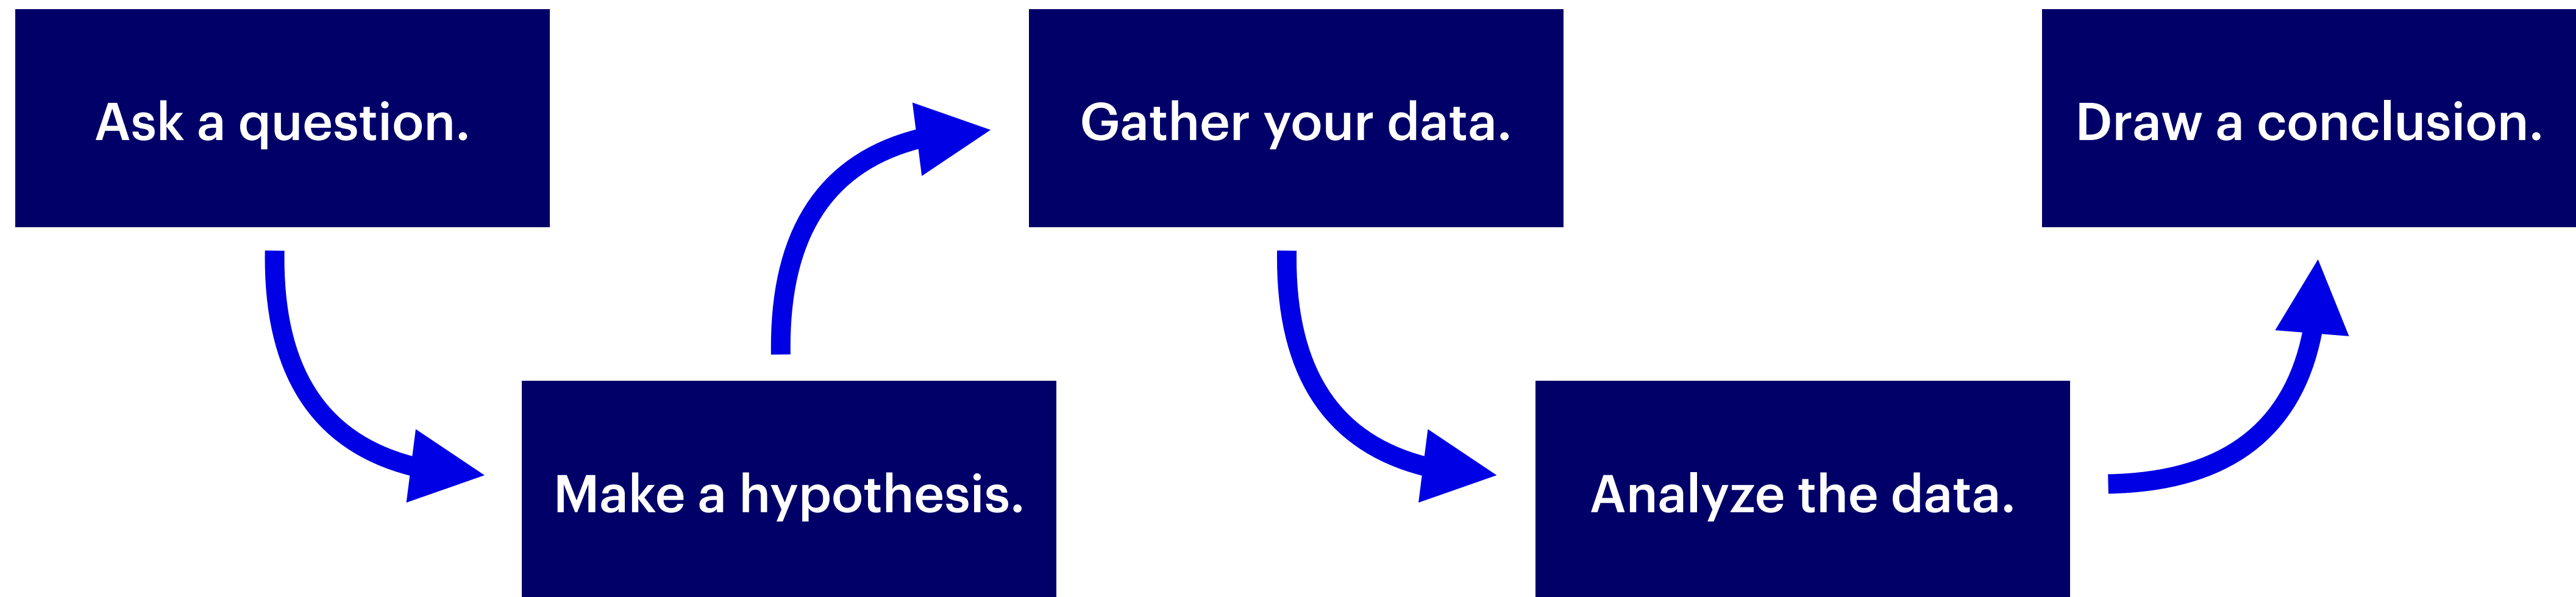 Ask a question.
Make a hypothesis.
Gather your data.
Analyze the data.
Draw a conclusion.